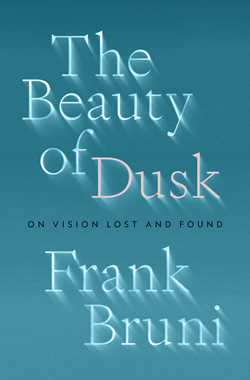 The
Beauty
of Dusk
ON VISION LOST AND FOUND
Frank
Bruni